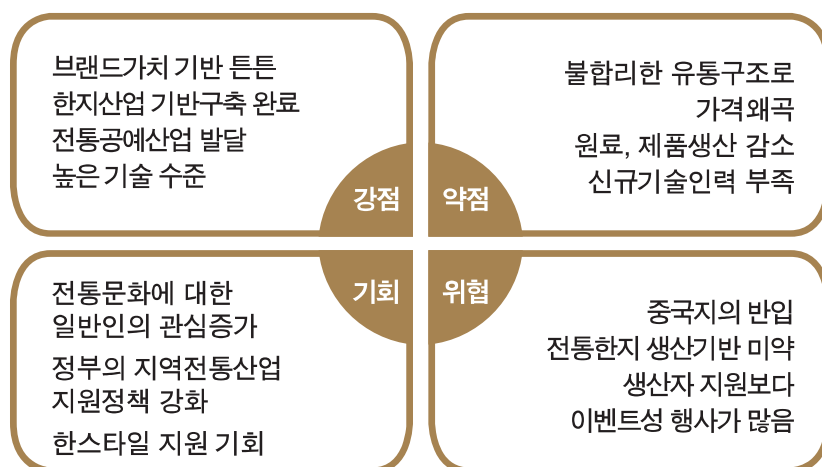 브랜드가치 기반 튼튼
한지산업 기반구축 완료
전통공예산업 발달
높은 기술 수준
강점
불합리한 유통구조로
가격왜곡
원료, 제품생산 감소
신규기술인력 부족
약점
전통문화에 대한
일반인의 관심증가
정부의 지역전통산업
지원정책 강화
한스타일 지원 기회
기회
중국지의 반입
전통한지 생산기반 미약
생산자 지원보다
이벤트성 행사가 많음
위협